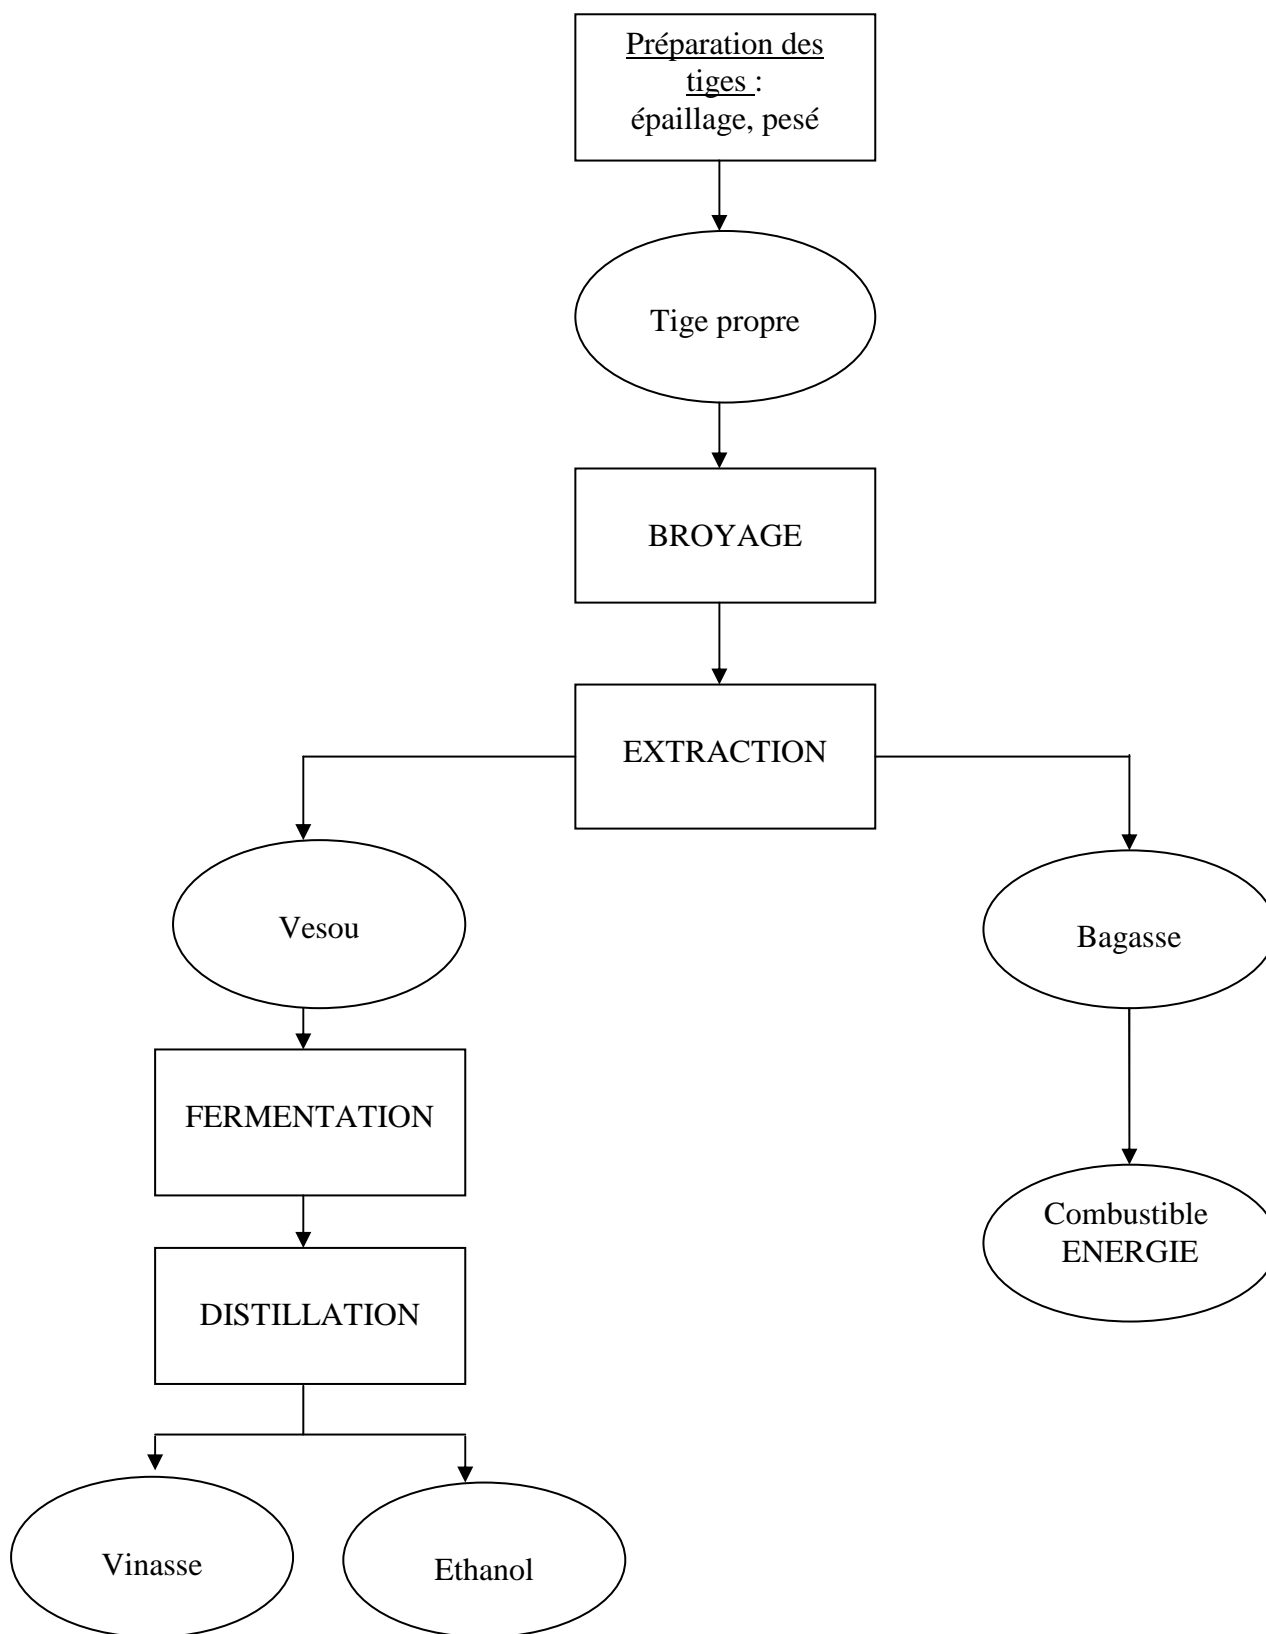 Préparation des
tiges :
épaillage, pesé
Tige propre
BROYAGE
EXTRACTION
Vesou
Bagasse
FERMENTATION
Combustible
ENERGIE
DISTILLATION
Vinasse
Ethanol